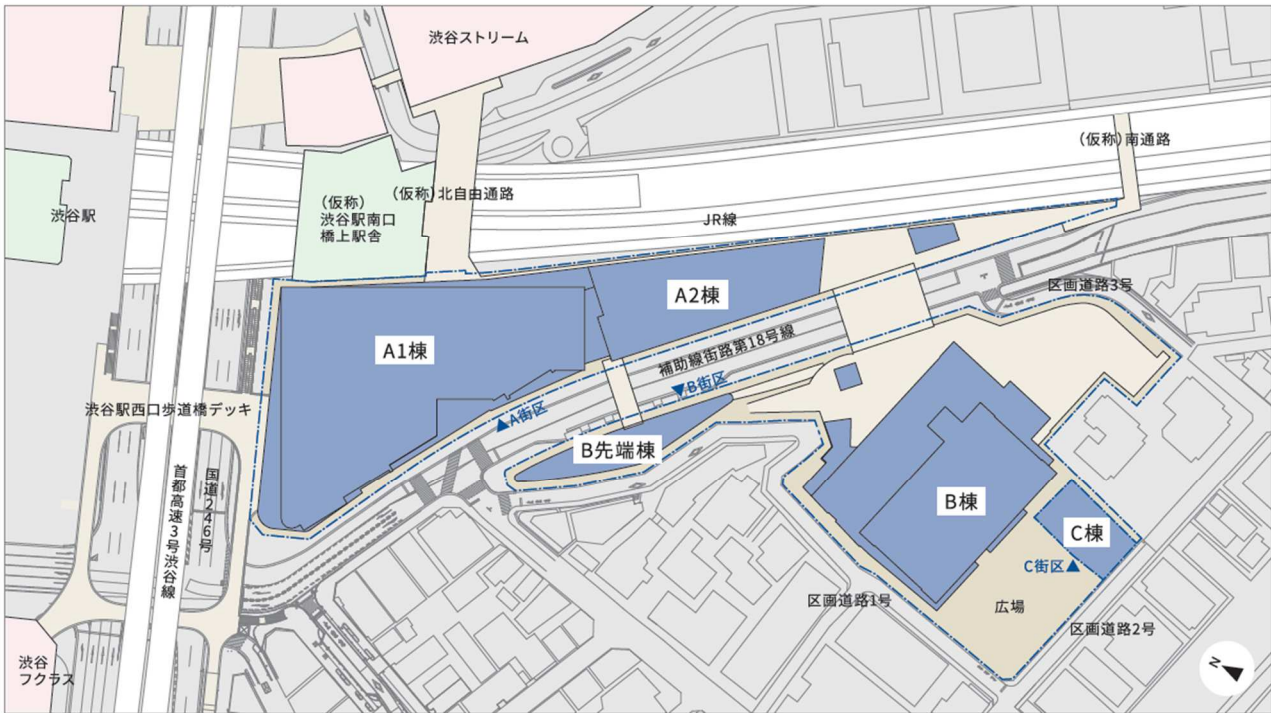 渋谷ストリーム
(仮称)南通路
(仮称)北自由通路
(仮称)
渋谷駅南口
橋上駅舎
渋谷駅
JR線
A2棟
区画道路3号
A1棟
補助線街路第18号線
▼B街区
▲A街区
渋谷駅西口歩道橋デッキ
B先端棟
国道246号
首都高速3号渋谷線
B棟
C棟
C街区▲
区画道路1号
広場
区画道路2号
渋谷
フクラス
N